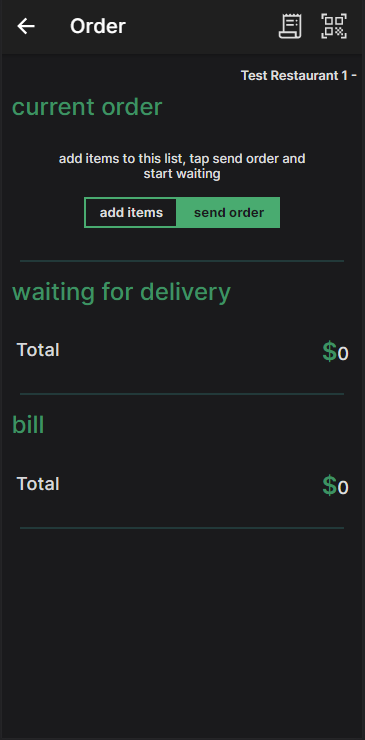 Order
Test Restaurant 1 -
current order
add items to this list, tap send order and
start waiting
add items
send order
waiting for delivery
Total
$0
bill
Total
$0